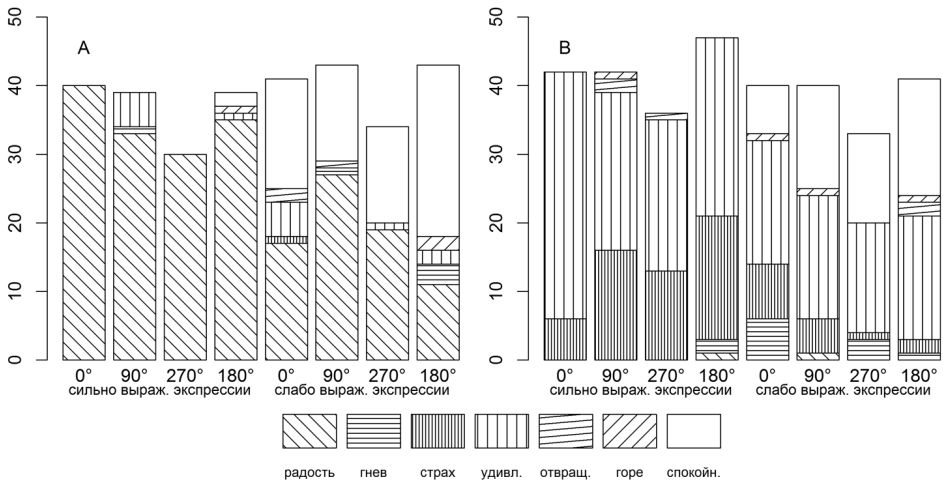 A
B
50
40
30
20
10
0
50
40
30
20
10
0
0° 90° 270° 180° 0° 90° 270° 180°
сильно выраж. экспрессии слабо выраж. экспрессии
0° 90° 270° 180° 0° 90° 270° 180°
сильно выраж. экспрессии слабо выраж. экспрессии
радость гнев страх удивл. отвращ. горе спокойн.